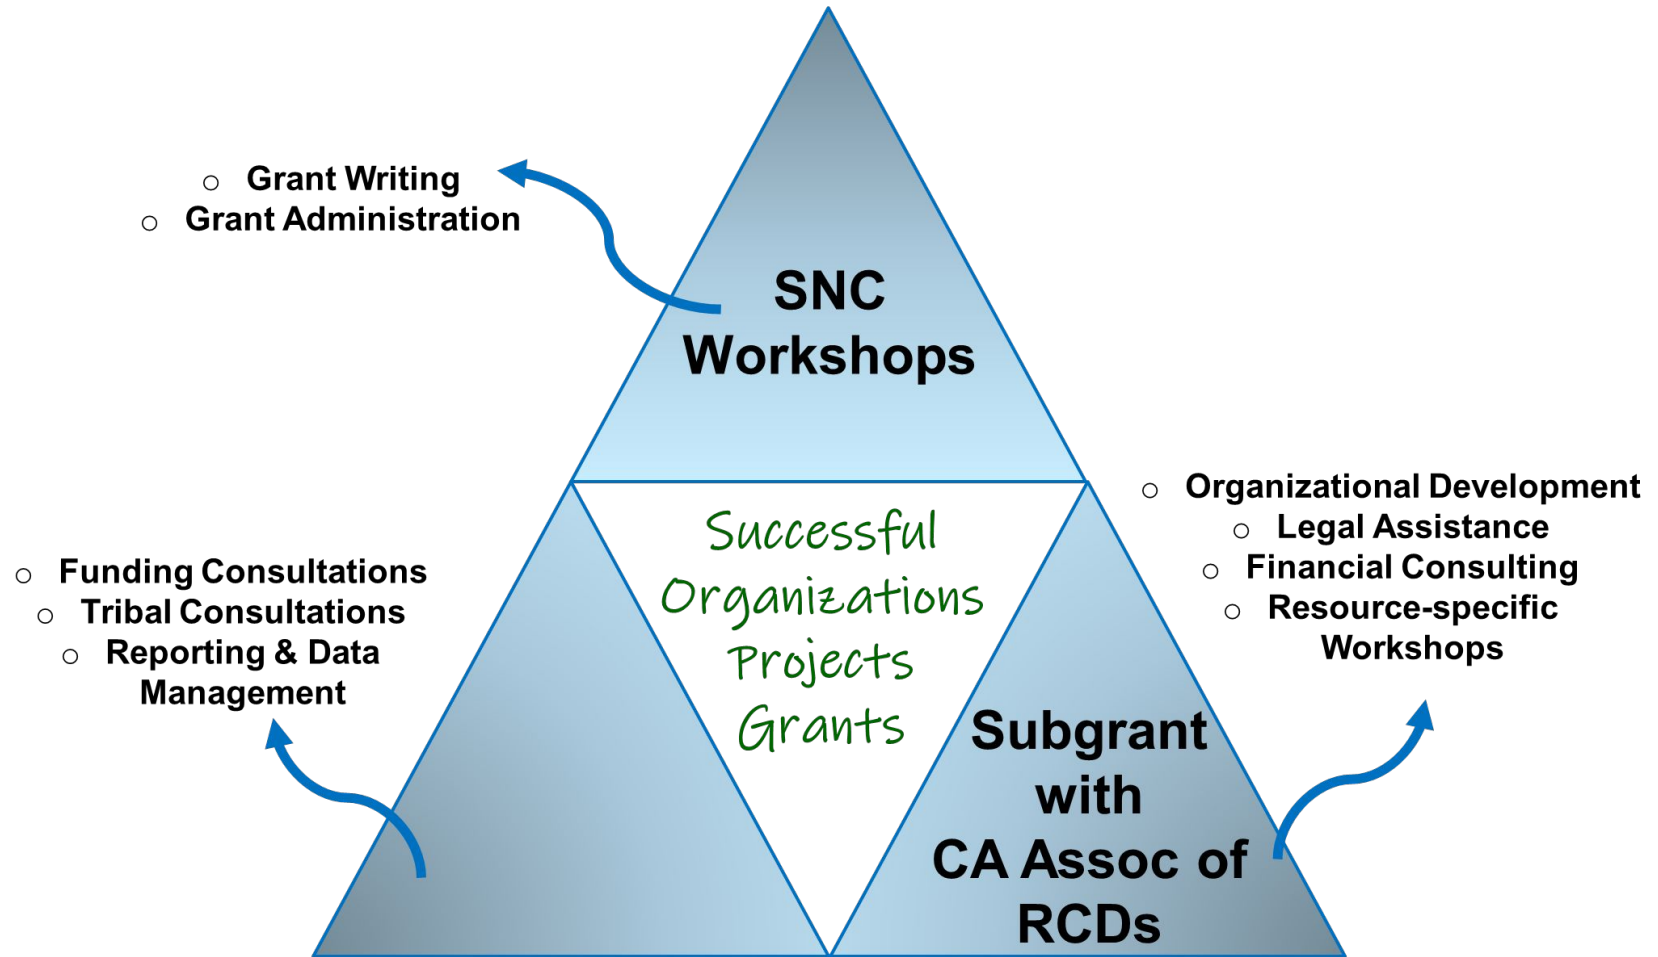 ○ Grant Writing
○ Grant Administration
SNC
Workshops
○ Funding Consultations
○ Tribal Consultations
○ Reporting & Data
Management
Successful
Organizations
Projects
Grants
○ Organizational Development
○ Legal Assistance
○ Financial Consulting
○ Resource-specific
Workshops
Subgrant
with
CA Assoc of
RCDs